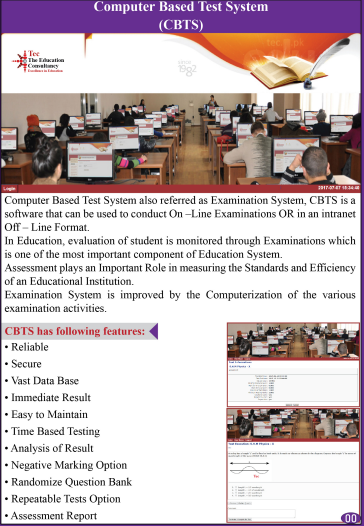 Computer Based Test System
(CBTS)
Tec
The Education
Consultancy
Excellence in Education
since
1982
Login
2017-07-07 15:34:40
Computer Based Test System also referred as Examination System, CBTS is a
software that can be used to conduct On –Line Examinations OR in an intranet
Off – Line Format.
In Education, evaluation of student is monitored through Examinations which
is one of the most important component of Education System.
Assessment plays an Important Role in measuring the Standards and Efficiency
of an Educational Institution.
Examination System is improved by the Computerization of the various
examination activities.
CBTS has following features:
• Reliable
• Secure
• Vast Data Base
• Immediate Result
• Easy to Maintain
• Time Based Testing
• Analysis of Result
• Negative Marking Option
• Randomize Question Bank
• Repeatable Tests Option
• Assessment Report
00